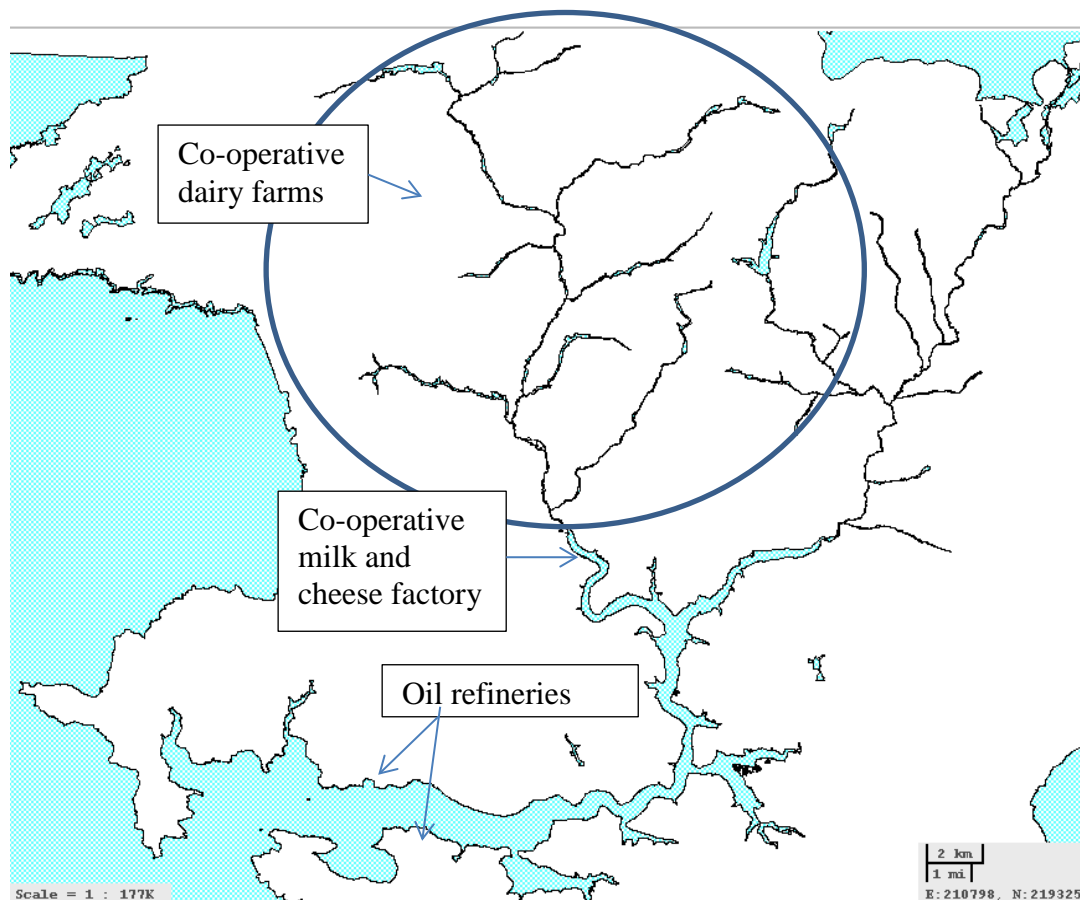 Co-operative
dairy farms
Co-operative
milk and
cheese factory
Oil refineries
2 km
1 mi
Scale = 1 : 177K
E:210798, N:219325